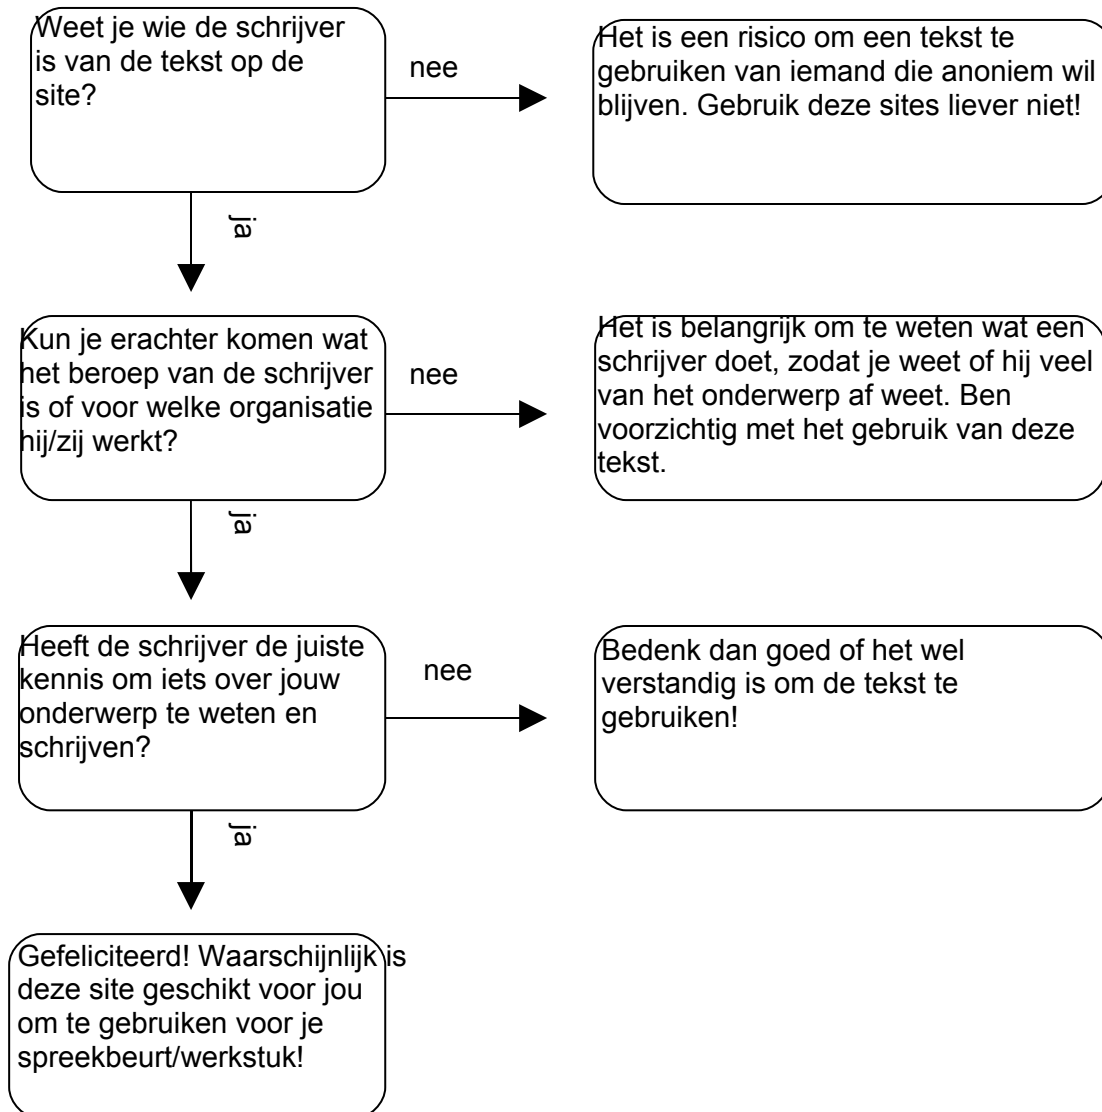 Weet je wie de schrijver
is van de tekst op de
site?
nee
Het is een risico om een tekst te
gebruiken van iemand die anoniem wil
blijven. Gebruik deze sites liever niet!
ja
Kun je erachter komen wat
het beroep van de schrijver
is of voor welke organisatie
hij/zij werkt?
nee
Het is belangrijk om te weten wat een
schrijver doet, zodat je weet of hij veel
van het onderwerp af weet. Ben
voorzichtig met het gebruik van deze
tekst.
ja
Heeft de schrijver de juiste
kennis om iets over jouw
onderwerp te weten en
schrijven?
nee
Bedenk dan goed of het wel
verstandig is om de tekst te
gebruiken!
ja
Gefeliciteerd! Waarschijnlijk is
deze site geschikt voor jou
om te gebruiken voor je
spreekbeurt/werkstuk!